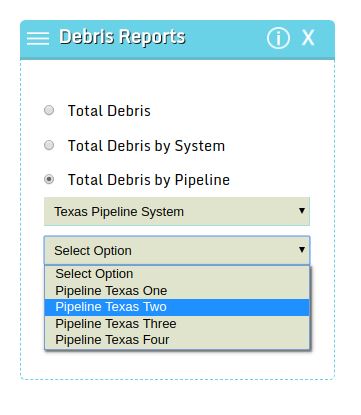 Debris Reports
X
Total Debris
Total Debris by System
Total Debris by Pipeline
Texas Pipeline System
Select Option
Select Option
Pipeline Texas One
Pipeline Texas Two
Pipeline Texas Three
Pipeline Texas Four